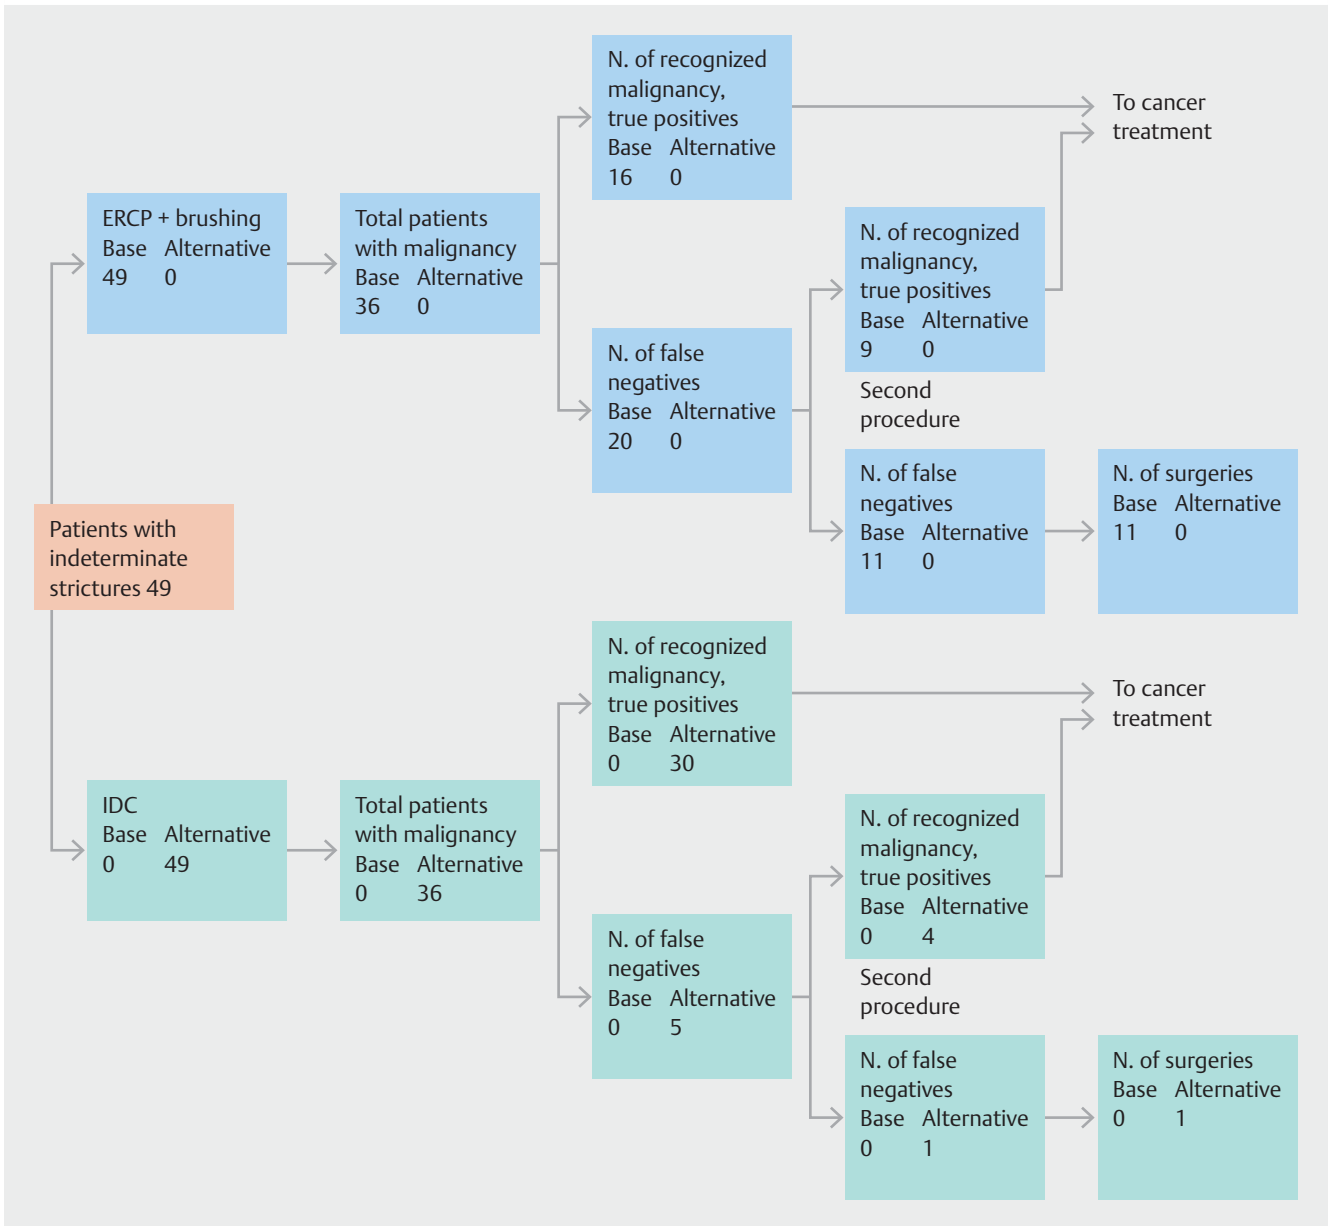 Patients with
indeterminate
strictures 49
ERCP + brushing
Base Alternative
49 0
Total patients
with malignancy
Base Alternative
36 0
N. of recognized
malignancy,
true positives
Base Alternative
16 0
To cancer
treatment
N. of false
negatives
Base Alternative
20 0
N. of recognized
malignancy,
true positives
Base Alternative
9 0
Second
procedure
N. of false
negatives
Base Alternative
11 0
N. of surgeries
Base Alternative
11 0
IDC
Base Alternative
0 49
Total patients
with malignancy
Base Alternative
0 36
N. of recognized
malignancy,
true positives
Base Alternative
0 30
To cancer
treatment
N. of false
negatives
Base Alternative
0 5
N. of recognized
malignancy,
true positives
Base Alternative
0 4
Second
procedure
N. of false
negatives
Base Alternative
0 1
N. of surgeries
Base Alternative
0 1